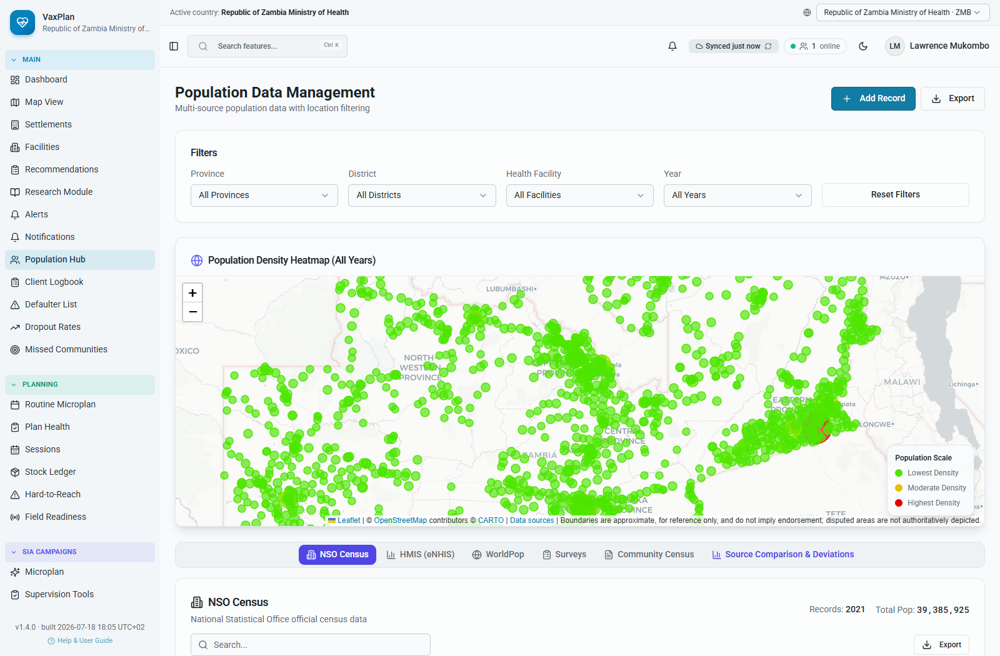 VaxPlan
Republic of Zambia Ministry of...
MAIN
Dashboard
Map View
Settlements
Facilities
Recommendations
Research Module
Alerts
Notifications
Population Hub
Client Logbook
Defaulter List
Dropout Rates
Missed Communities
PLANNING
Routine Microplan
Plan Health
Sessions
Stock Ledger
Hard-to-Reach
Field Readiness
SIA CAMPAIGNS
Microplan
Supervision Tools
v1.4.0 · built 2026-07-18 18:05 UTC+02
Help & User Guide
Active country: Republic of Zambia Ministry of Health
Republic of Zambia Ministry of Health · ZMB
Search features...
Ctrl K
Synced just now
1 online
LM
Lawrence Mukombo
Population Data Management
Multi-source population data with location filtering
Add Record
Export
Filters
Province
District
Health Facility
Year
All Provinces
All Districts
All Facilities
All Years
Reset Filters
Population Density Heatmap (All Years)
+
−
LUBUMBASHI
MZUZU
OXICO
NORTH-
WESTERN
PROVINCE
MALAWI
Lichinga
EASTERN
LONGWE
CENTRAL
PROVINCE
ZAMBIA
TETE
Population Scale
Lowest Density
Moderate Density
Highest Density
Leaflet | © OpenStreetMap contributors © CARTO | Data sources | Boundaries are approximate, for reference only, and do not imply endorsement; disputed areas are not authoritatively depicted.
NSO Census
HMIS (eNHIS)
WorldPop
Surveys
Community Census
Source Comparison & Deviations
NSO Census
National Statistical Office official census data
Records: 2021
Total Pop: 39,385,925
Search...
Export